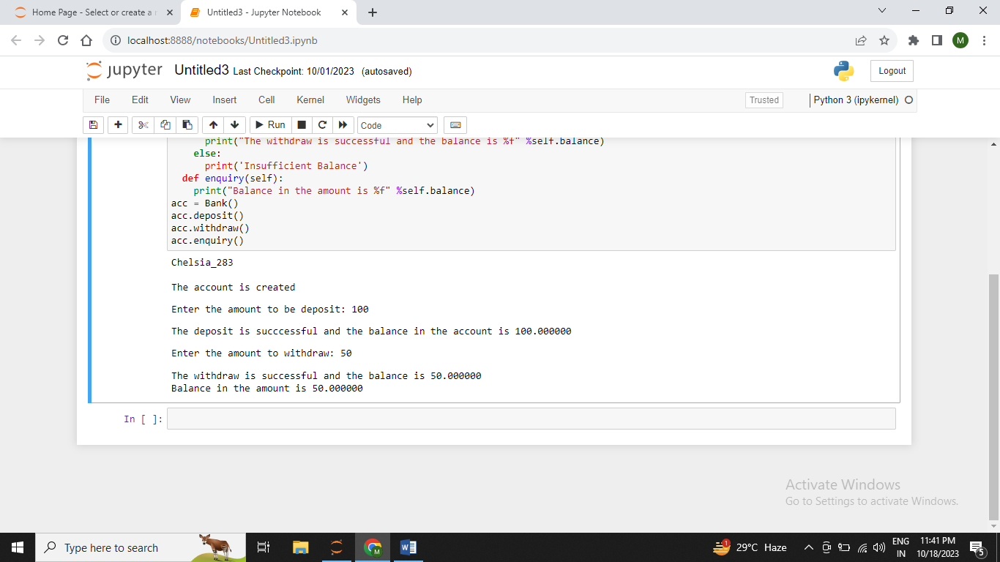 Home Page - Select or create a
Untitled3 - Jupyter Notebook
localhost:8888/notebooks/Untitled3.ipynb
M
jupyter Untitled3 Last Checkpoint: 10/01/2023 (autosaved)
Logout
File Edit View Insert Cell Kernel Widgets Help
Trusted
Python 3 (ipykernel)
Run
Code
print("The withdraw is successful and the balance is %f" %self.balance)
else:
print('Insufficient Balance')
def enquiry(self):
print("Balance in the amount is %f" %self.balance)
acc = Bank()
acc.deposit()
acc.withdraw()
acc.enquiry()
Chelsia_283
The account is created
Enter the amount to be deposit: 100
The deposit is succcessful and the balance in the account is 100.000000
Enter the amount to withdraw: 50
The withdraw is successful and the balance is 50.000000
Balance in the amount is 50.000000
In [ ]:
Activate Windows
Go to Settings to activate Windows.
Type here to search
M
W
1
29°C Haze
ENG
IN
11:41 PM
10/18/2023
5